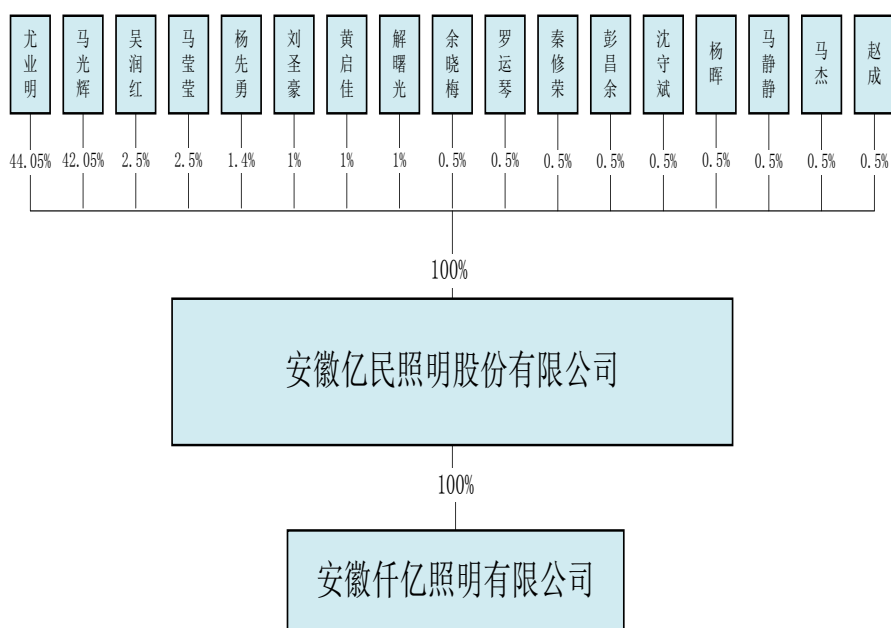 尤业明
马光辉
吴润红
马莹莹
杨先勇
刘圣豪
黄启佳
解曙光
余晓梅
罗运琴
秦修荣
彭昌余
沈守斌
杨晖
马静静
马杰
赵成
44.05% 42.05% 2.5% 2.5% 1.4% 1% 1% 1% 0.5% 0.5% 0.5% 0.5% 0.5% 0.5% 0.5% 0.5% 0.5%
100%
安徽亿民照明股份有限公司
100%
安徽仟亿照明有限公司